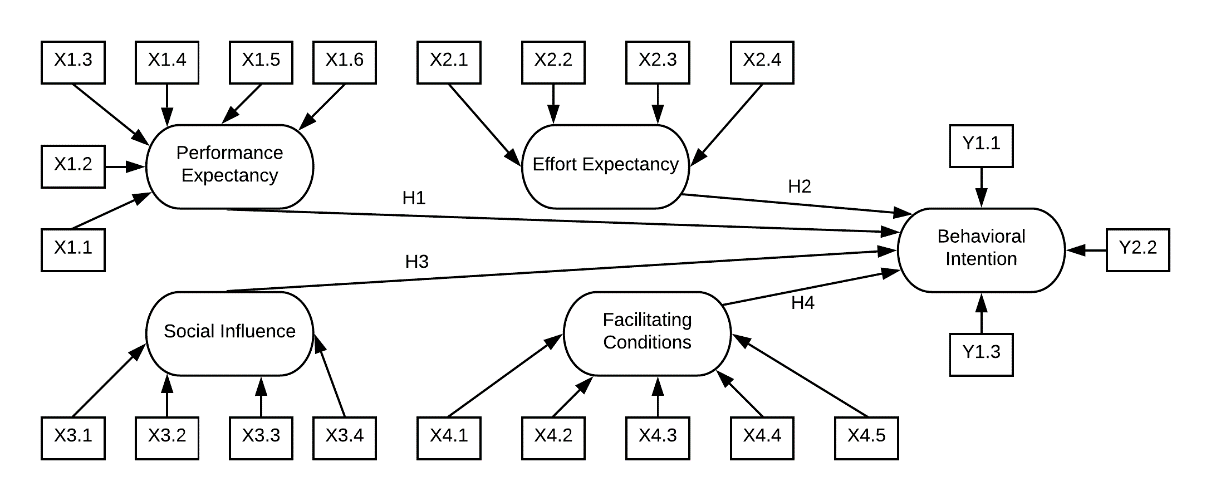 X1.3
X1.4
X1.5
X1.6
X2.1
X2.2
X2.3
X2.4
Y1.1
X1.2
Performance
Expectancy
Effort Expectancy
H1
H2
X1.1
Behavioral
Intention
Y2.2
H3
H4
Social Influence
Facilitating
Conditions
Y1.3
X3.1
X3.2
X3.3
X3.4
X4.1
X4.2
X4.3
X4.4
X4.5